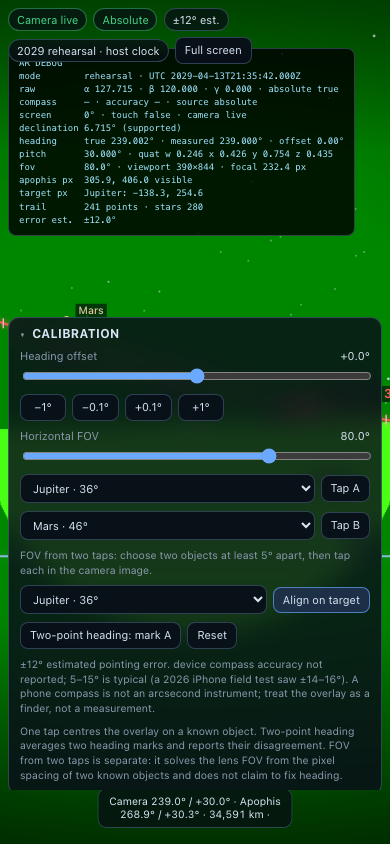 Camera live
Absolute
±12° est.
2029 rehearsal · host clock
Full screen
AR DEBUG
mode rehearsal · UTC 2029-04-13T21:35:42.000Z
raw α 127.715 · β 120.000 · γ 0.000 · absolute true
compass — · accuracy — · source absolute
screen 0° · touch false · camera live
declination 6.715° (supported)
heading true 239.002° · measured 239.000° · offset 0.00°
pitch 30.000° · quat w 0.246 x 0.426 y 0.754 z 0.435
fov 80.0° · viewport 390×844 · focal 232.4 px
apophis px 305.9, 406.0 visible
target px Jupiter: −138.3, 254.6
trail 241 points · stars 280
error est. ±12.0°
Mars
CALIBRATION
Heading offset +0.0°
−1°
−0.1°
+0.1°
+1°
Horizontal FOV 80.0°
Jupiter · 36°
Tap A
Mars · 46°
Tap B
FOV from two taps: choose two objects at least 5° apart, then tap
each in the camera image.
Jupiter · 36°
Align on target
Two-point heading: mark A
Reset
±12° estimated pointing error. device compass accuracy not
reported; 5–15° is typical (a 2026 iPhone field test saw ±14–16°). A
phone compass is not an arcsecond instrument; treat the overlay as a
finder, not a measurement.
One tap centres the overlay on a known object. Two-point heading
averages two heading marks and reports their disagreement. FOV
from two taps is separate: it solves the lens FOV from the pixel
spacing of two known objects and does not claim to fix heading.
Camera 239.0° / +30.0° · Apophis
268.9° / +30.3° · 34,591 km ·